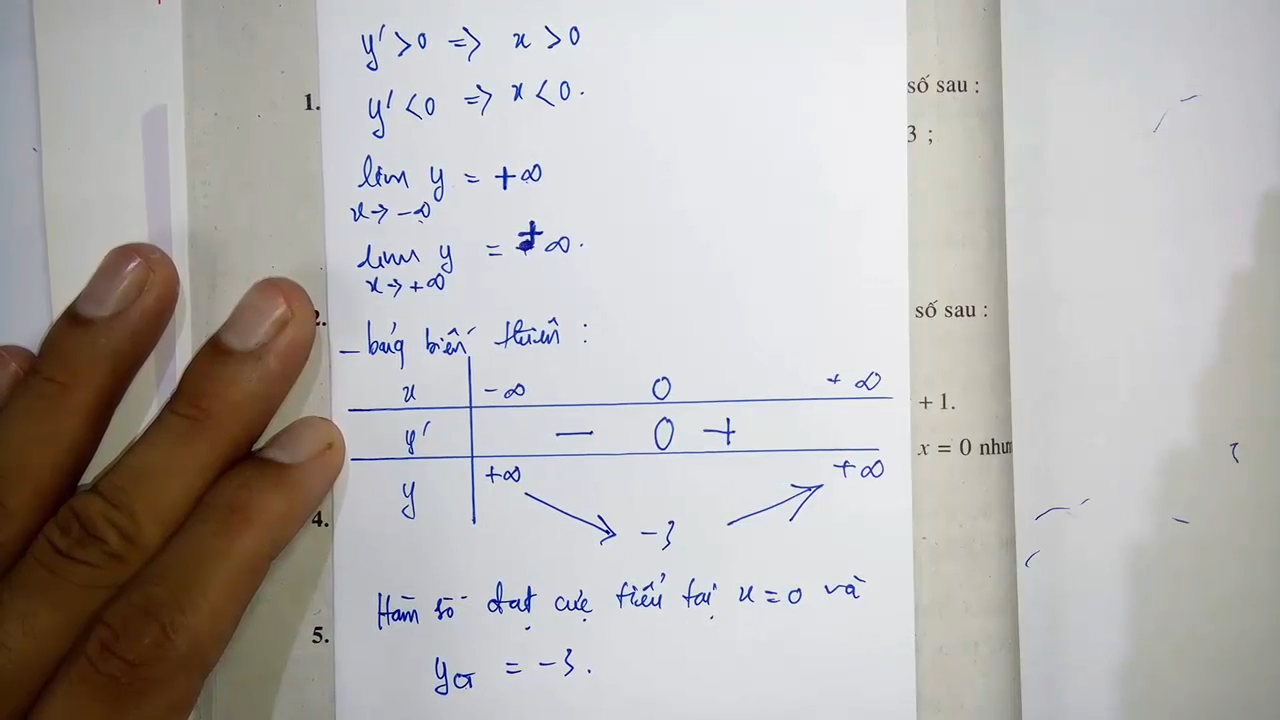 y' > 0 => x > 0
1.
số sau :
y' < 0 => x < 0.
3 ;
lim y = +∞
x → -∞
lim y = +∞.
x → +∞
2.
số sau :
- bảg biến thiên :
x -∞ 0 +∞
+ 1.
y' - 0 +
x = 0 như
y +∞ -3 +∞
4.
Hàm số đạt cực tiểu tại x = 0 và
5.
yCT = -3.